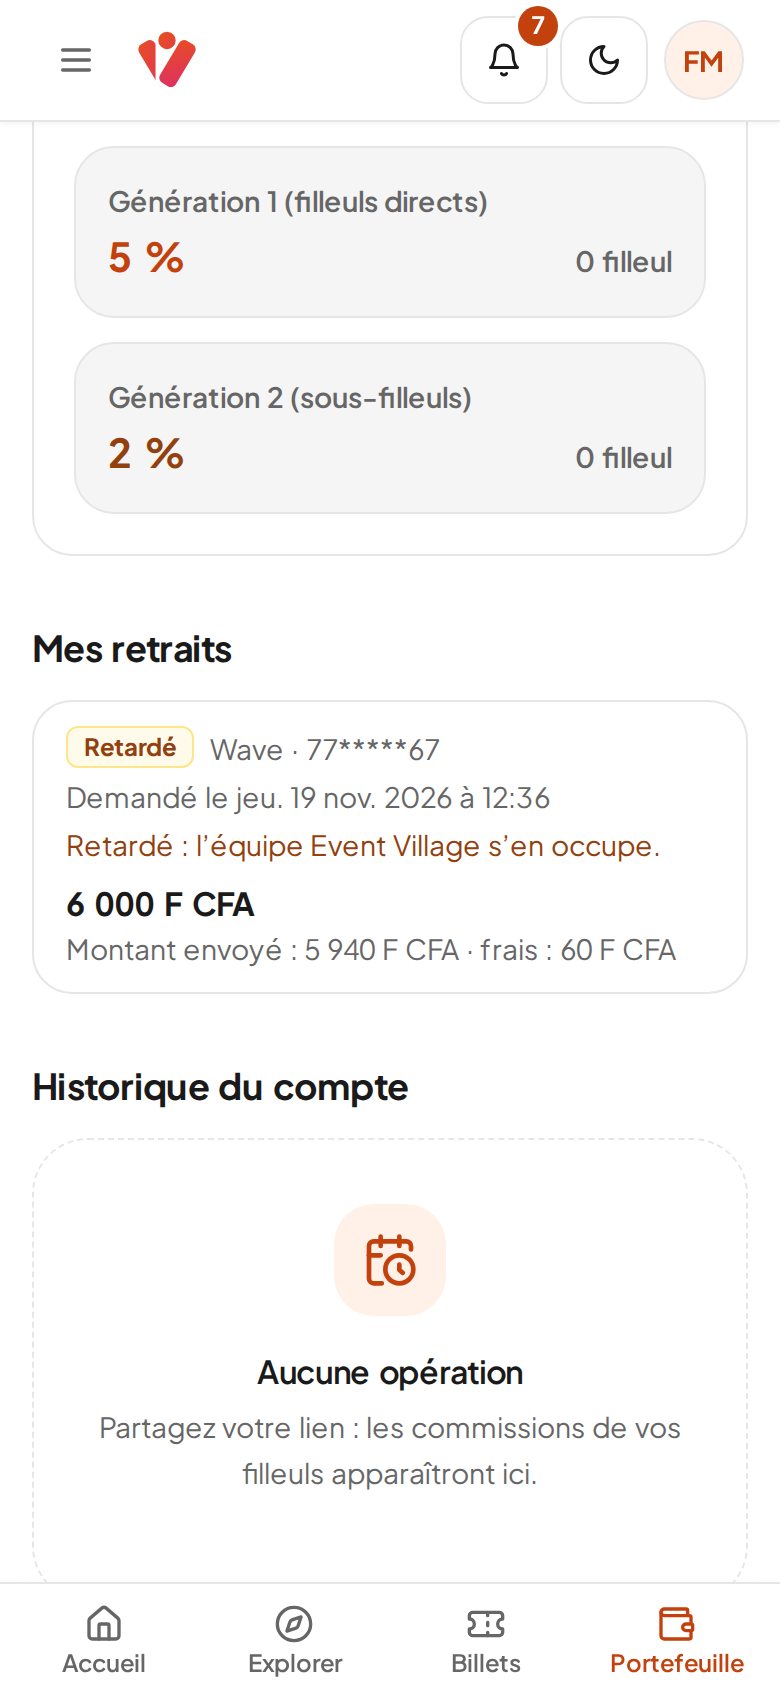 7
FM
Génération 1 (filleuls directs)
5 %
0 filleul
Génération 2 (sous-filleuls)
2 %
0 filleul
Mes retraits
Retardé Wave · 77*****67
Demandé le jeu. 19 nov. 2026 à 12:36
Retardé : l’équipe Event Village s’en occupe.
6 000 F CFA
Montant envoyé : 5 940 F CFA · frais : 60 F CFA
Historique du compte
Aucune opération
Partagez votre lien : les commissions de vos
filleuls apparaîtront ici.
Accueil
Explorer
Billets
Portefeuille